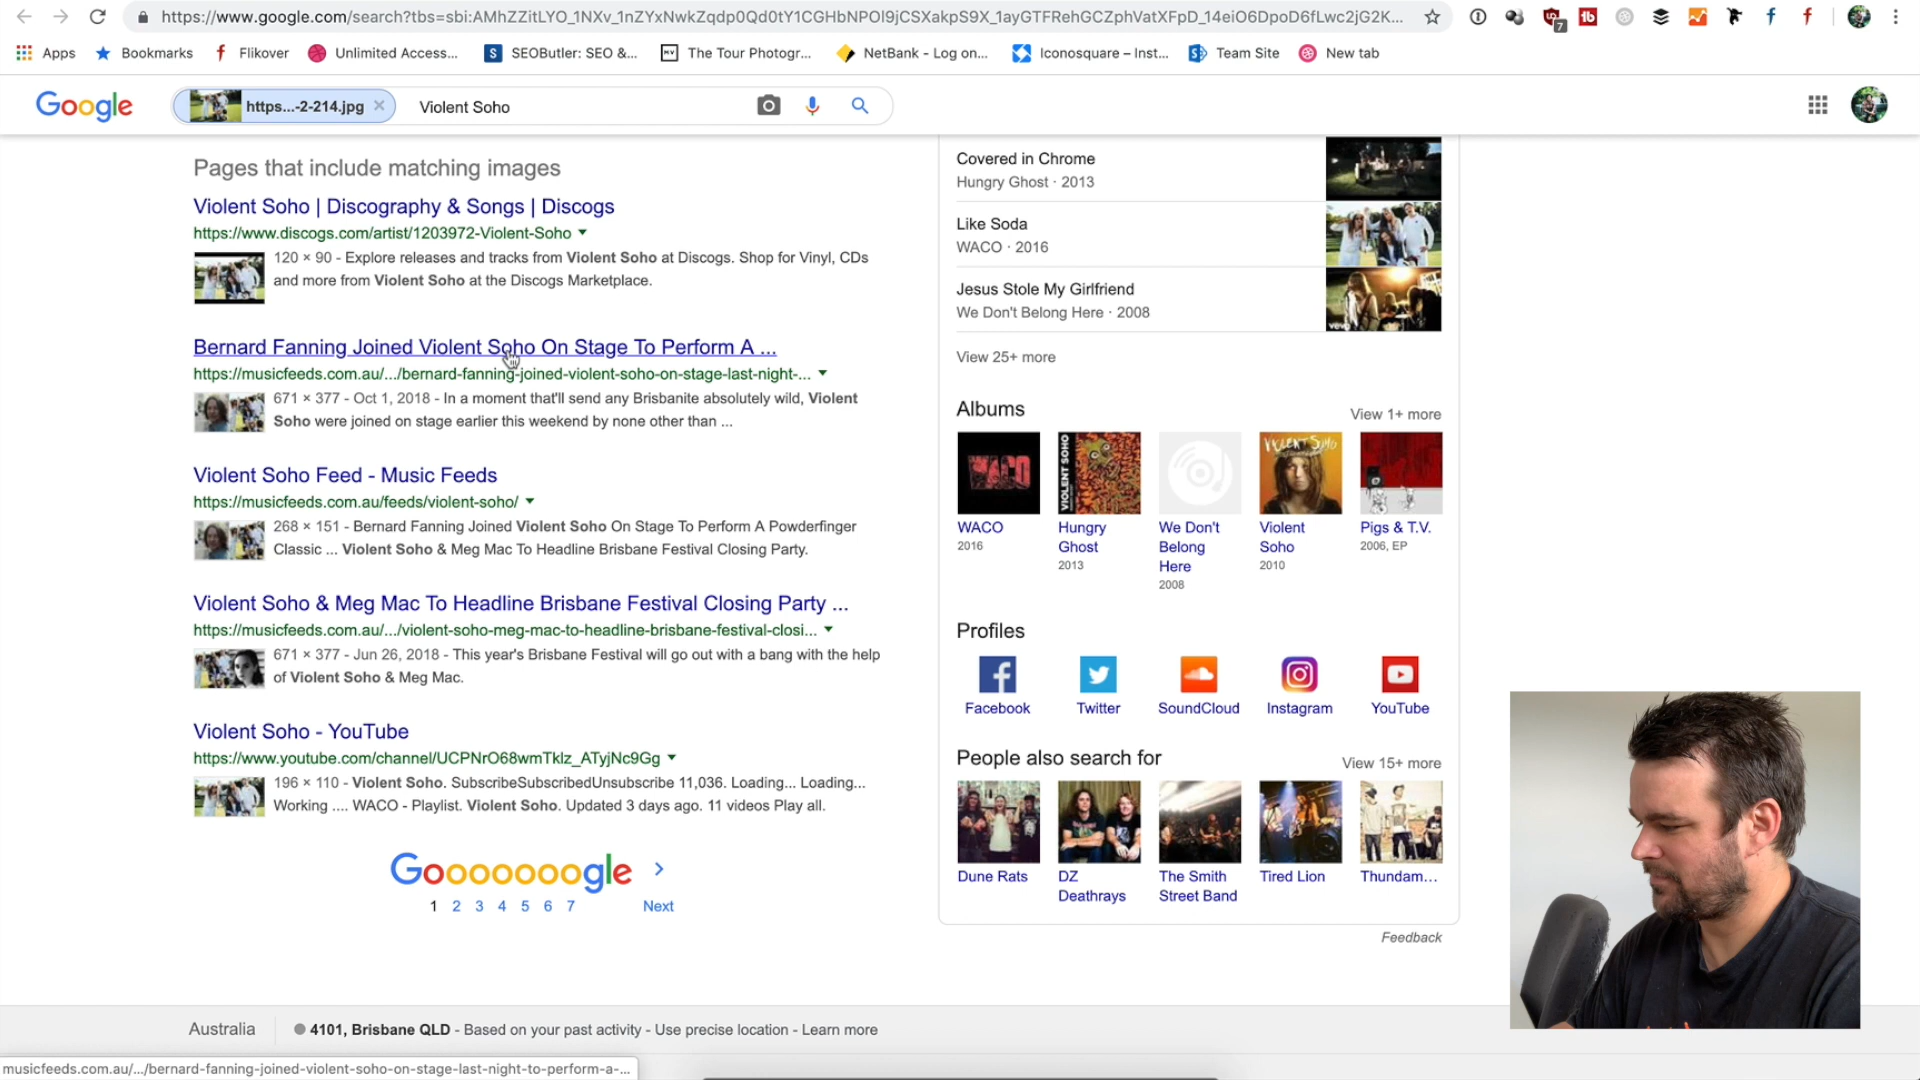 https://www.google.com/search?tbs=sbi:AMhZZitLYO_1NXv_1nZYxNwkZqdp0Qd0tY1CGHbNPOl9jCSXakpS9X_1ayGTFRehGCZphVatXFpD_14eiO6DpoD6fLwc2jG2K...
7
Apps
Bookmarks
Flikover
Unlimited Access...
SEOButler: SEO &...
The Tour Photogr...
NetBank - Log on...
Iconosquare – Inst...
Team Site
New tab
Google
https...-2-214.jpg
Violent Soho
Pages that include matching images
Violent Soho | Discography & Songs | Discogs
https://www.discogs.com/artist/1203972-Violent-Soho
120 × 90 - Explore releases and tracks from Violent Soho at Discogs. Shop for Vinyl, CDs
and more from Violent Soho at the Discogs Marketplace.
Bernard Fanning Joined Violent Soho On Stage To Perform A ...
https://musicfeeds.com.au/.../bernard-fanning-joined-violent-soho-on-stage-last-night-...
671 × 377 - Oct 1, 2018 - In a moment that'll send any Brisbanite absolutely wild, Violent
Soho were joined on stage earlier this weekend by none other than ...
Violent Soho Feed - Music Feeds
https://musicfeeds.com.au/feeds/violent-soho/
268 × 151 - Bernard Fanning Joined Violent Soho On Stage To Perform A Powderfinger
Classic ... Violent Soho & Meg Mac To Headline Brisbane Festival Closing Party.
Violent Soho & Meg Mac To Headline Brisbane Festival Closing Party ...
https://musicfeeds.com.au/.../violent-soho-meg-mac-to-headline-brisbane-festival-closi...
671 × 377 - Jun 26, 2018 - This year's Brisbane Festival will go out with a bang with the help
of Violent Soho & Meg Mac.
Violent Soho - YouTube
https://www.youtube.com/channel/UCPNrO68wmTklz_ATyjNc9Gg
196 × 110 - Violent Soho. SubscribeSubscribedUnsubscribe 11,036. Loading... Loading...
Working .... WACO - Playlist. Violent Soho. Updated 3 days ago. 11 videos Play all.
Gooooooogle
1 2 3 4 5 6 7 Next
Covered in Chrome
Hungry Ghost · 2013
Like Soda
WACO · 2016
Jesus Stole My Girlfriend
We Don't Belong Here · 2008
View 25+ more
Albums
View 1+ more
WACO
2016
Hungry
Ghost
2013
We Don't
Belong
Here
2008
Violent
Soho
2010
Pigs & T.V.
2006, EP
Profiles
Facebook
Twitter
SoundCloud
Instagram
YouTube
People also search for
View 15+ more
Dune Rats
DZ
Deathrays
The Smith
Street Band
Tired Lion
Thundam...
Feedback
Australia
4101, Brisbane QLD - Based on your past activity - Use precise location - Learn more
musicfeeds.com.au/.../bernard-fanning-joined-violent-soho-on-stage-last-night-to-perform-a-...